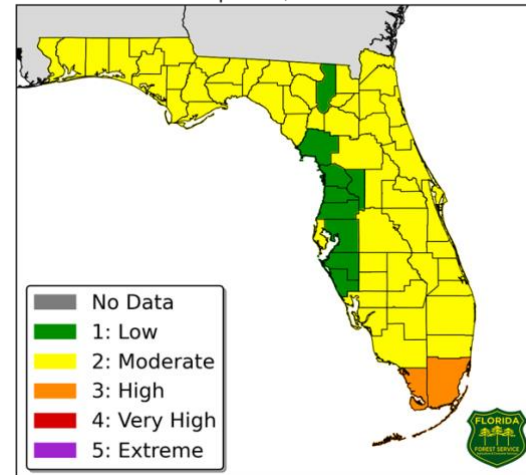 No Data
1: Low
2: Moderate
3: High
4: Very High
5: Extreme
FLORIDA
FOREST SERVICE